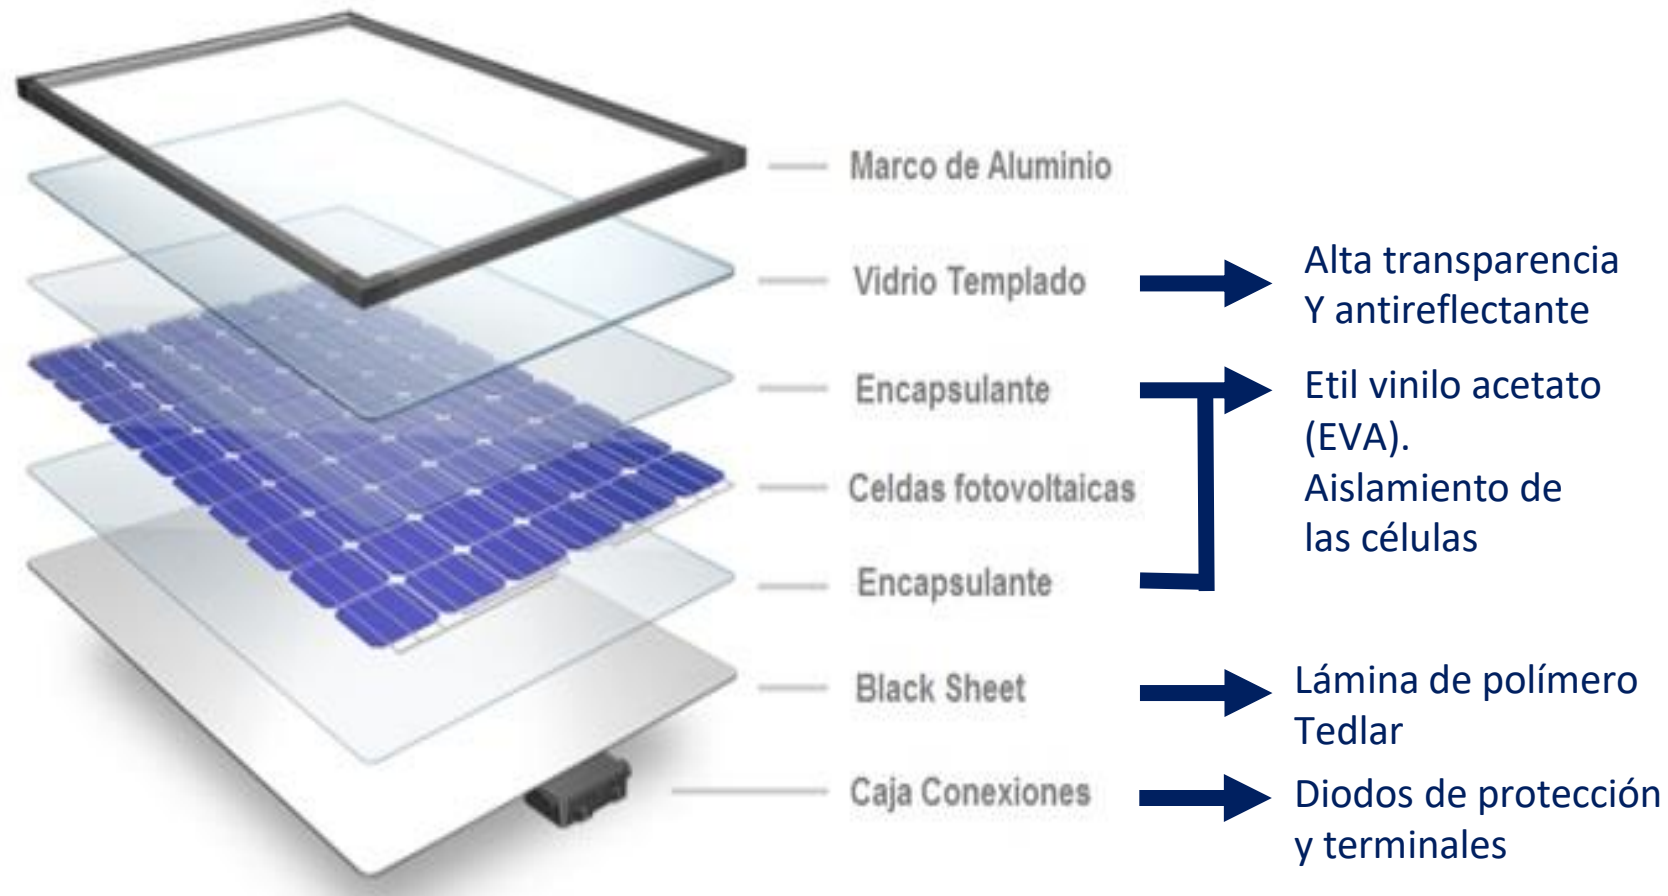 Marco de Aluminio
Vidrio Templado
Alta transparencia
Y antireflectante
Encapsulante
Etil vinilo acetato
(EVA).
Aislamiento de
las células
Celdas fotovoltaicas
Encapsulante
Black Sheet
Lámina de polímero
Tedlar
Caja Conexiones
Diodos de protección
y terminales